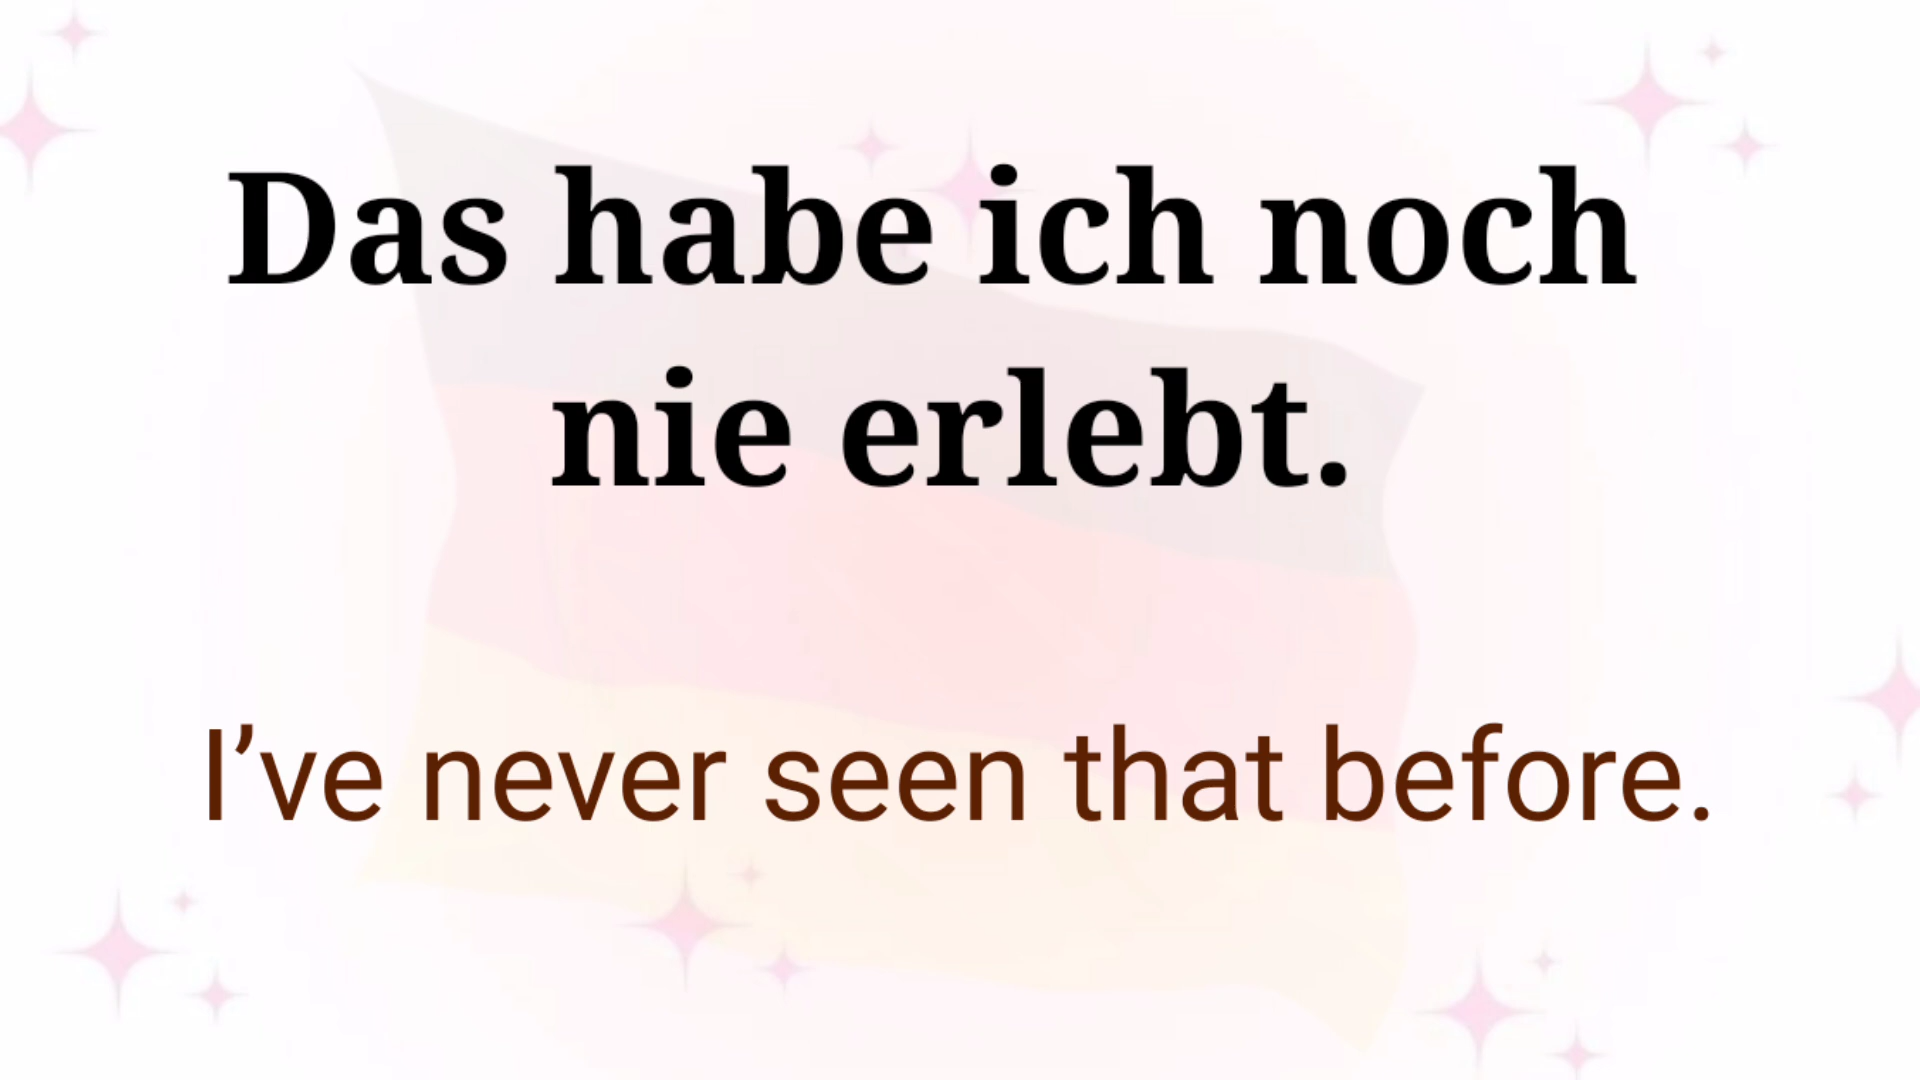 Das habe ich noch
nie erlebt.
I’ve never seen that before.